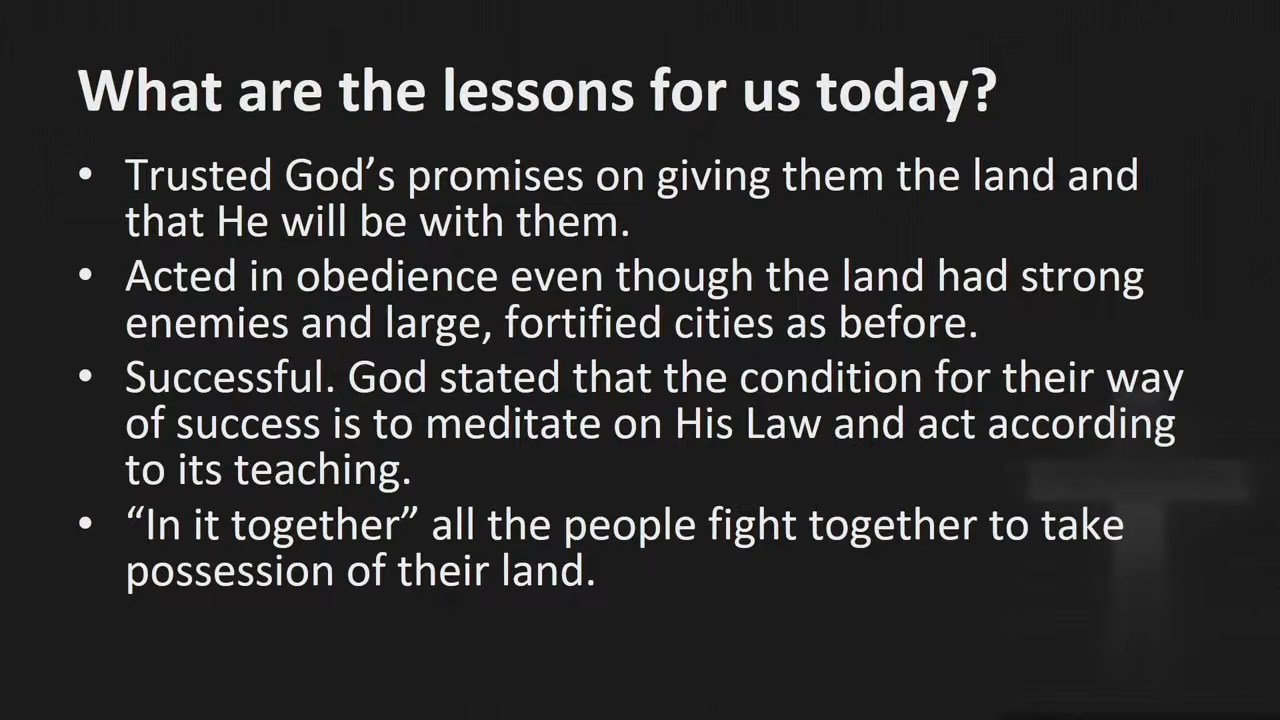 What are the lessons for us today?
• Trusted God’s promises on giving them the land and
that He will be with them.
• Acted in obedience even though the land had strong
enemies and large, fortified cities as before.
• Successful. God stated that the condition for their way
of success is to meditate on His Law and act according
to its teaching.
• “In it together” all the people fight together to take
possession of their land.